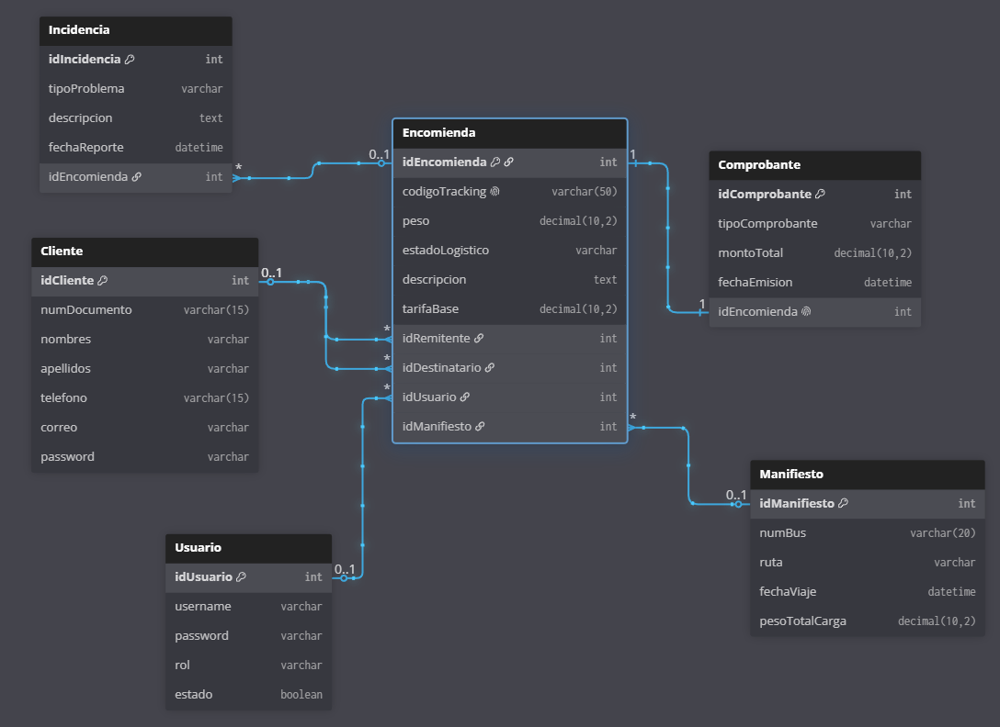 Incidencia
idIncidencia int
tipoProblema varchar
descripcion text
fechaReporte datetime
idEncomienda int
*
0..1
Encomienda
idEncomienda int
codigoTracking varchar(50)
peso decimal(10,2)
estadoLogistico varchar
descripcion text
tarifaBase decimal(10,2)
idRemitente int
idDestinatario int
idUsuario int
idManifiesto int
1
1
Comprobante
idComprobante int
tipoComprobante varchar
montoTotal decimal(10,2)
fechaEmision datetime
idEncomienda int
Cliente
idCliente int
numDocumento varchar(15)
nombres varchar
apellidos varchar
telefono varchar(15)
correo varchar
password varchar
0..1
*
*
*
*
0..1
Manifiesto
idManifiesto int
numBus varchar(20)
ruta varchar
fechaViaje datetime
pesoTotalCarga decimal(10,2)
Usuario
idUsuario int
username varchar
password varchar
rol varchar
estado boolean
0..1